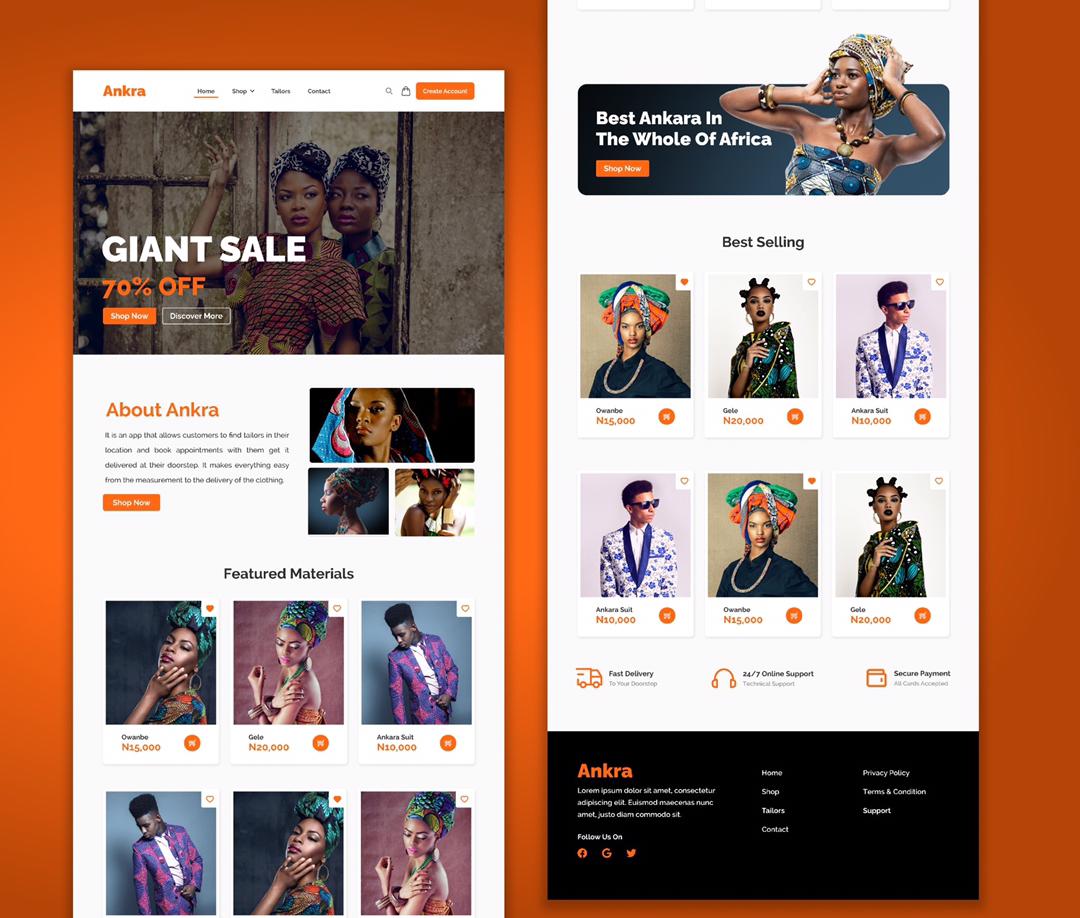 Ankra
Home Shop Tailors Contact
Create Account
GIANT SALE
70% OFF
Shop Now Discover More
About Ankra
It is an app that allows customers to find tailors in their
location and book appointments with them get it
delivered at their doorstep. It makes everything easy
from the measurement to the delivery of the clothing.
Shop Now
Featured Materials
Owanbe
N15,000
Gele
N20,000
Ankara Suit
N10,000
Best Ankara In
The Whole Of Africa
Shop Now
Best Selling
Owanbe
N15,000
Gele
N20,000
Ankara Suit
N10,000
Ankara Suit
N10,000
Owanbe
N15,000
Gele
N20,000
Fast Delivery
To Your Doorstep
24/7 Online Support
Technical Support
Secure Payment
All Cards Accepted
Ankra
Lorem ipsum dolor sit amet, consectetur
adipiscing elit. Euismod maecenas nunc
amet, justo diam commodo sit.
Follow Us On
Home
Shop
Tailors
Contact
Privacy Policy
Terms & Condition
Support